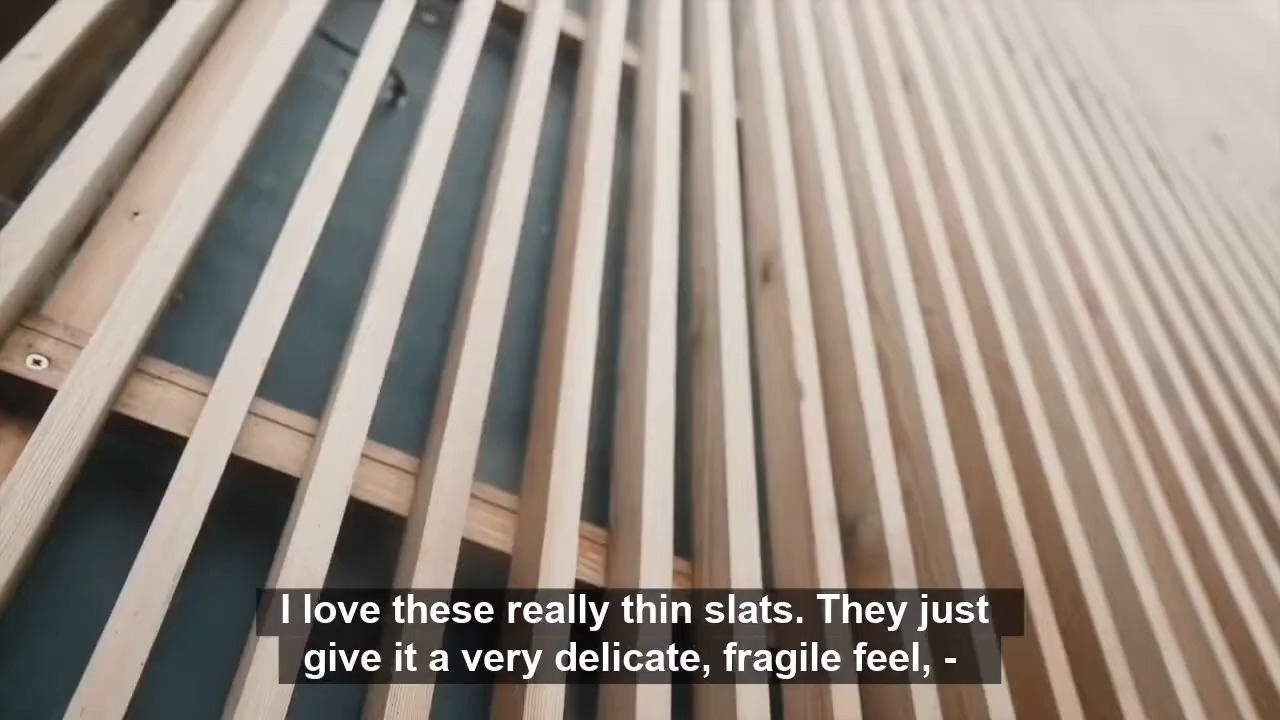 I love these really thin slats. They just
give it a very delicate, fragile feel, -